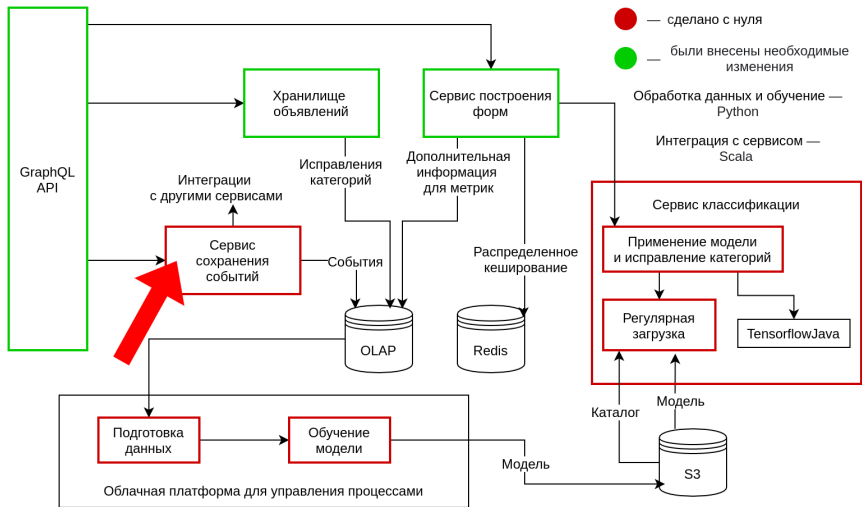 — сделано с нуля
— были внесены необходимые
изменения
Обработка данных и обучение —
Python
Интеграция с сервисом —
Scala
GraphQL
API
Хранилище
объявлений
Сервис построения
форм
Исправления
категорий
Дополнительная
информация
для метрик
Интеграции
с другими сервисами
Сервис
сохранения
событий
События
Распределенное
кеширование
OLAP
Redis
Сервис классификации
Применение модели
и исправление категорий
Регулярная
загрузка
TensorflowJava
Каталог
Модель
S3
Подготовка
данных
Обучение
модели
Модель
Облачная платформа для управления процессами